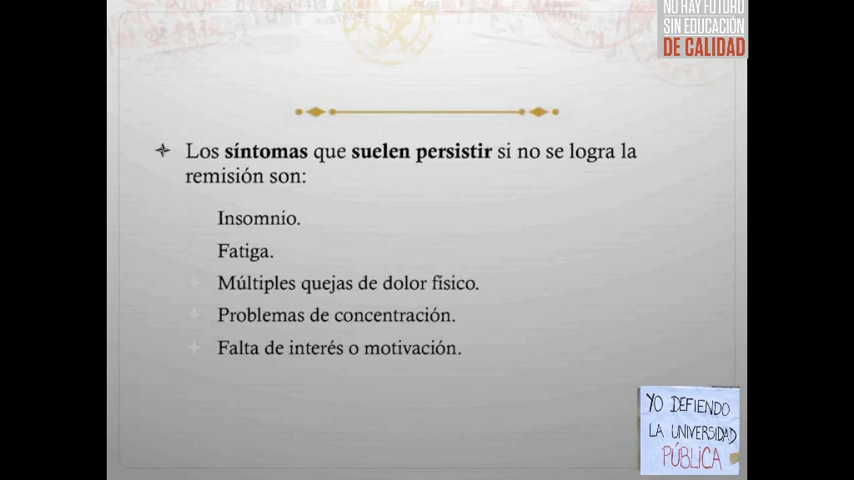 NO HAY FUTURO
SIN EDUCACIÓN
DE CALIDAD
Los síntomas que suelen persistir si no se logra la
remisión son:
Insomnio.
Fatiga.
Múltiples quejas de dolor físico.
Problemas de concentración.
Falta de interés o motivación.
YO DEFIENDO
LA UNIVERSIDAD
PÚBLICA